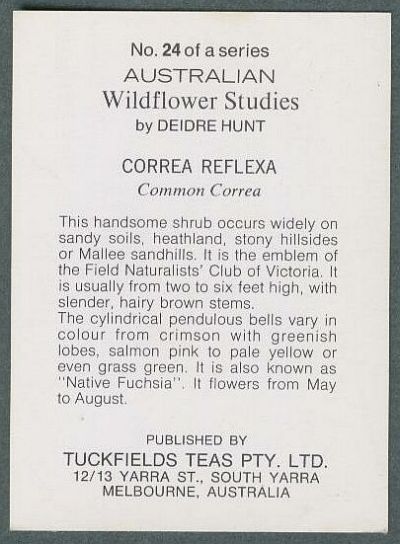 No. 24 of a series
AUSTRALIAN
Wildflower Studies
by DEIDRE HUNT
CORREA REFLEXA
Common Correa
This handsome shrub occurs widely on
sandy soils, heathland, stony hillsides
or Mallee sandhills. It is the emblem of
the Field Naturalists' Club of Victoria. It
is usually from two to six feet high, with
slender, hairy brown stems.
The cylindrical pendulous bells vary in
colour from crimson with greenish
lobes, salmon pink to pale yellow or
even grass green. It is also known as
"Native Fuchsia". It flowers from May
to August.
PUBLISHED BY
TUCKFIELDS TEAS PTY. LTD.
12/13 YARRA ST., SOUTH YARRA
MELBOURNE, AUSTRALIA